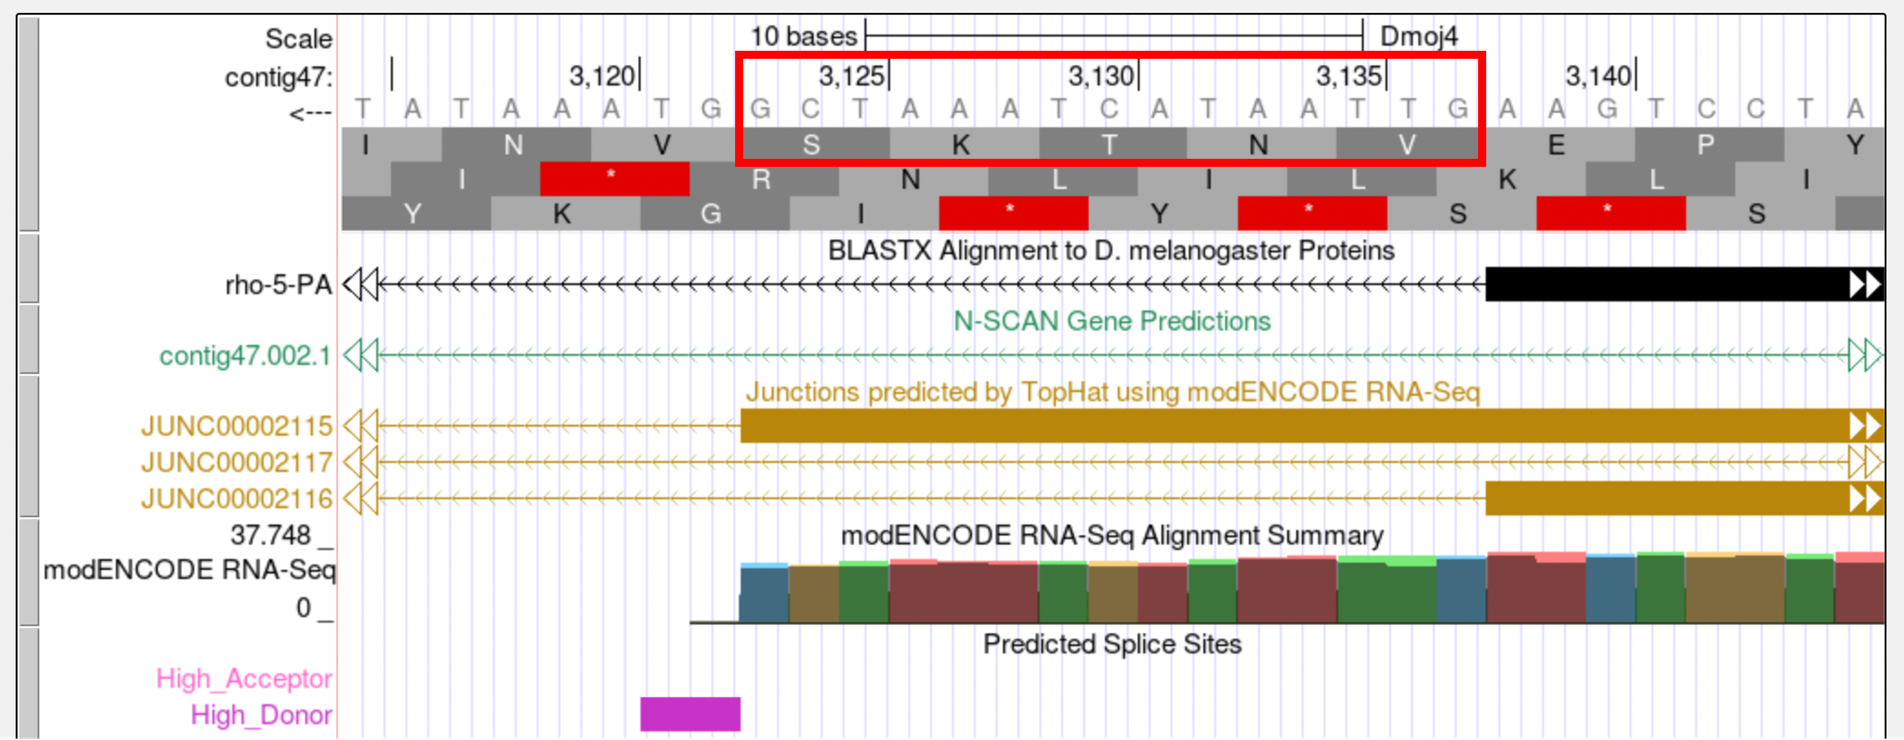 Scale 10 bases Dmoj4
contig47: 3,120 3,125 3,130 3,135 3,140
<--- T A T A A A T G G C T A A A T C A T A A T T G A A G T C C T A
I N V S K T N V E P Y
I * R N L I L K L I
Y K G I * Y * S * S
BLASTX Alignment to D. melanogaster Proteins
rho-5-PA
N-SCAN Gene Predictions
contig47.002.1
Junctions predicted by TopHat using modENCODE RNA-Seq
JUNC00002115
JUNC00002117
JUNC00002116
37.748 _
modENCODE RNA-Seq Alignment Summary
modENCODE RNA-Seq
0 _
Predicted Splice Sites
High_Acceptor
High_Donor